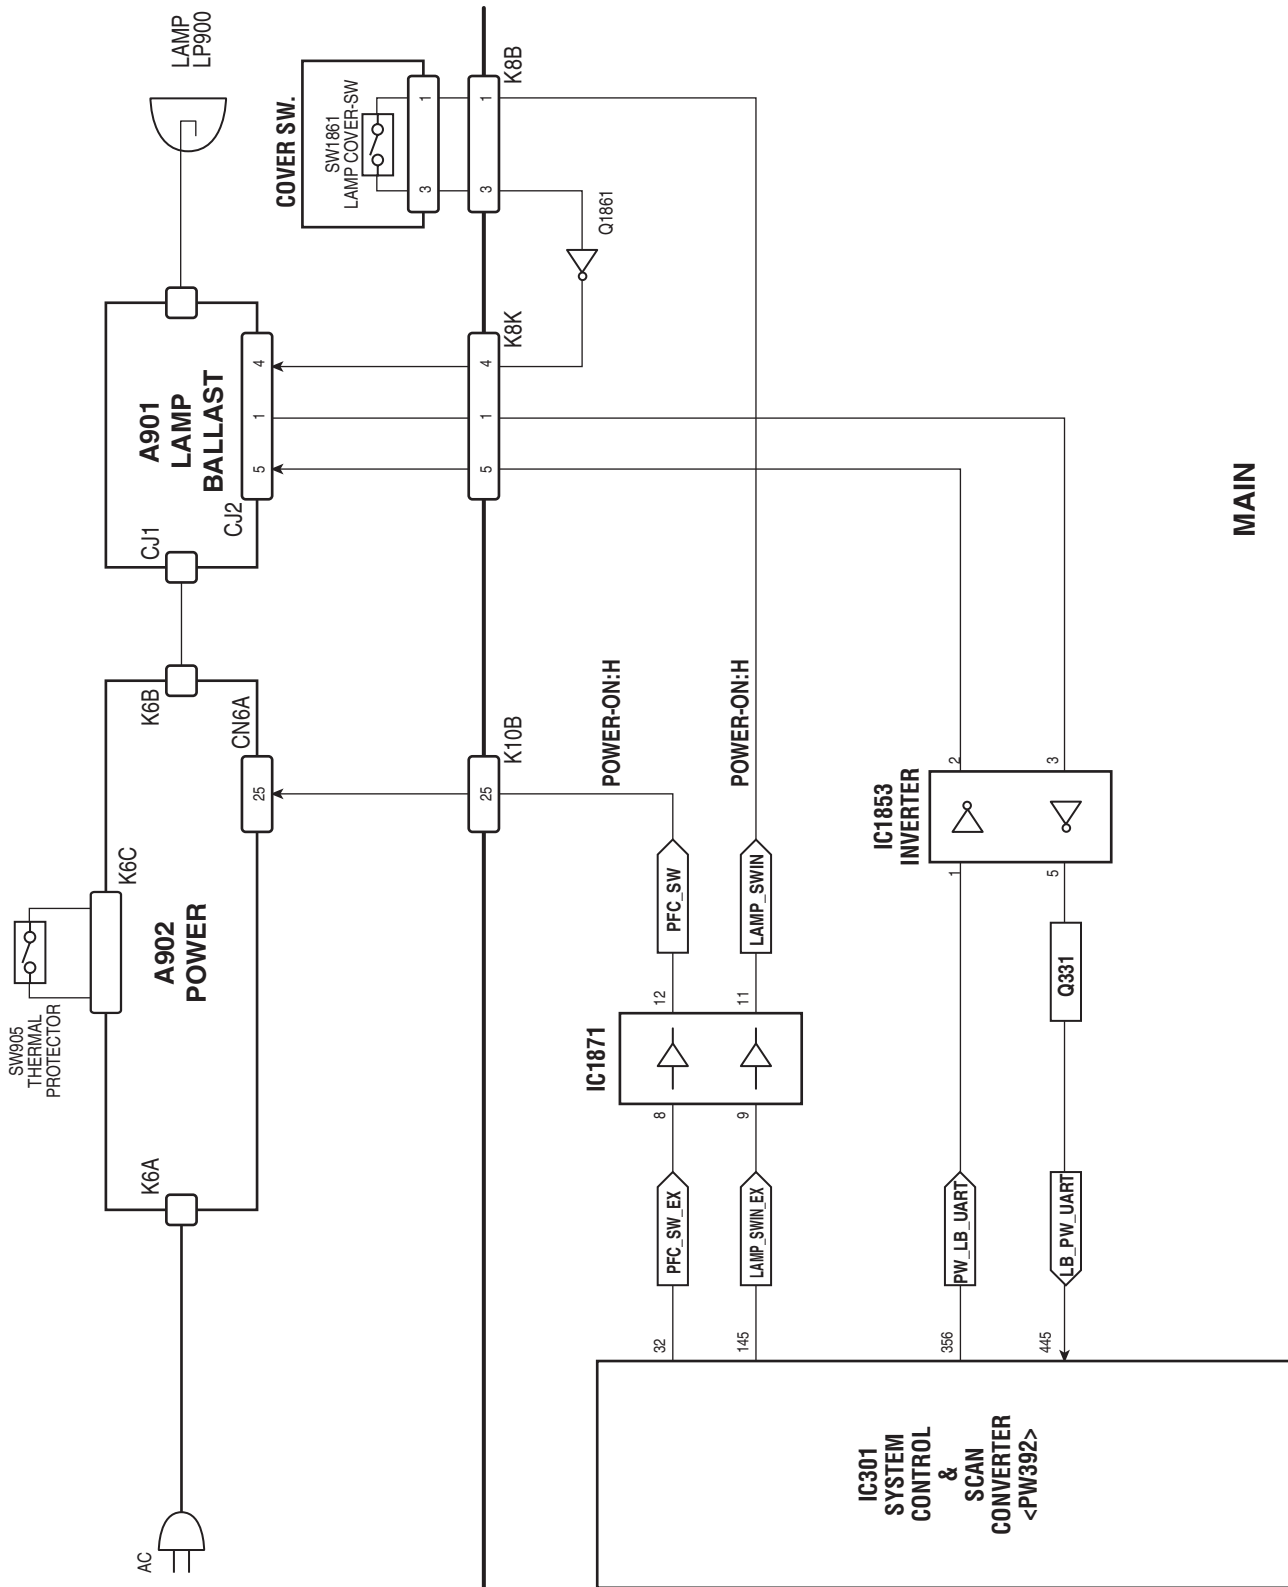 AC
K6A
SW905
THERMAL
PROTECTOR
K6C
A902
POWER
K6B
CN6A
25
CJ1
CJ2
A901
LAMP
BALLAST
5
1
4
LAMP
LP900
COVER SW.
SW1861
LAMP COVER-SW
3
1
K10B
25
K8K
5
1
4
K8B
3
1
Q1861
IC301
SYSTEM
CONTROL
&
SCAN
CONVERTER
<PW392>
32
PFC_SW_EX
8
IC1871
12
PFC_SW
POWER-ON:H
145
LAMP_SWIN_EX
9
11
LAMP_SWIN
POWER-ON:H
356
PW_LB_UART
1
IC1853
INVERTER
2
445
LB_PW_UART
Q331
5
3
MAIN